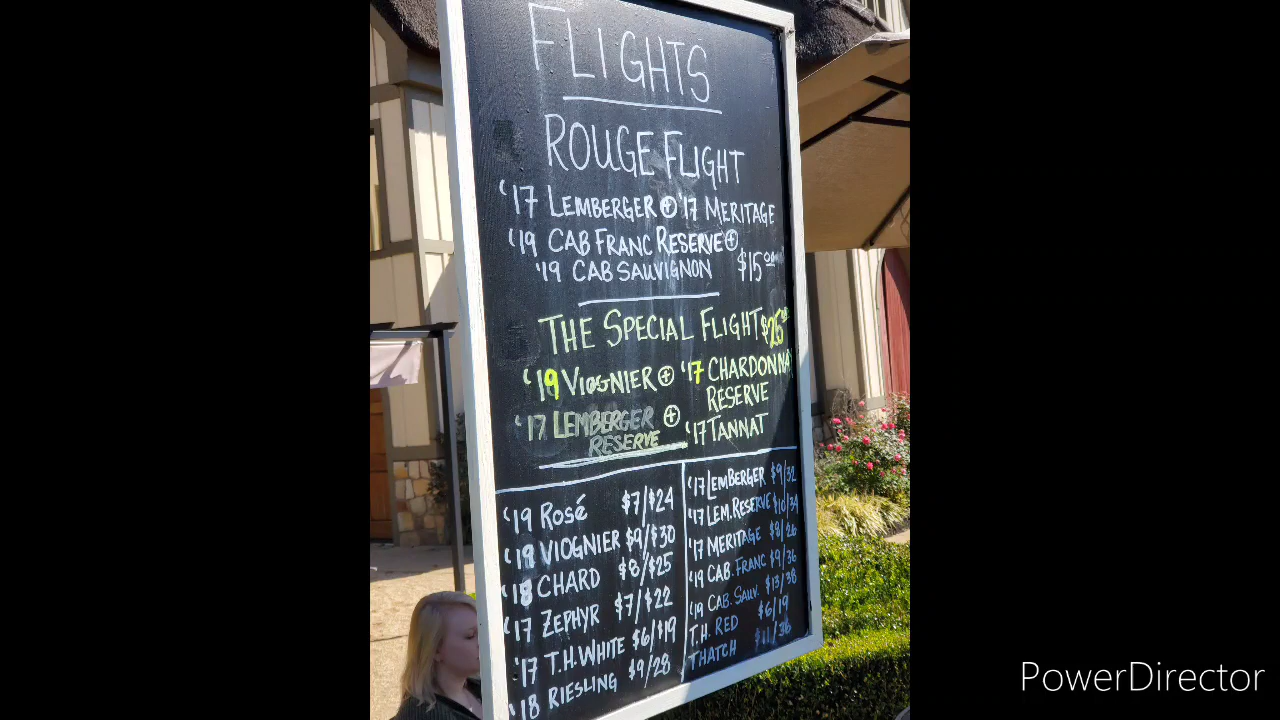 FLIGHTS
ROUGE FLIGHT
'17 LEMBERGER + '17 MERITAGE
'19 CAB FRANC RESERVE +
'19 CAB SAUVIGNON $15⁰⁰
THE SPECIAL FLIGHT $25⁰⁰
'19 VIOGNIER + '17 CHARDONNAY
RESERVE
'17 LEMBERGER + '17 TANNAT
RESERVE
'19 Rosé $7/$24
'19 VIOGNIER $9/$30
'18 CHARD $8/$25
'17 ZEPHYR $7/$22
'17 T.H. WHITE $6/$19
'18 RIESLING $9/28
'17 LEMBERGER $9/32
'17 LEM. RESERVE $10/34
'17 MERITAGE $8/26
'19 CAB. FRANC $9/36
'19 CAB. SAUV. $13/38
T.H. RED $6/19
THATCH $11/36
PowerDirector